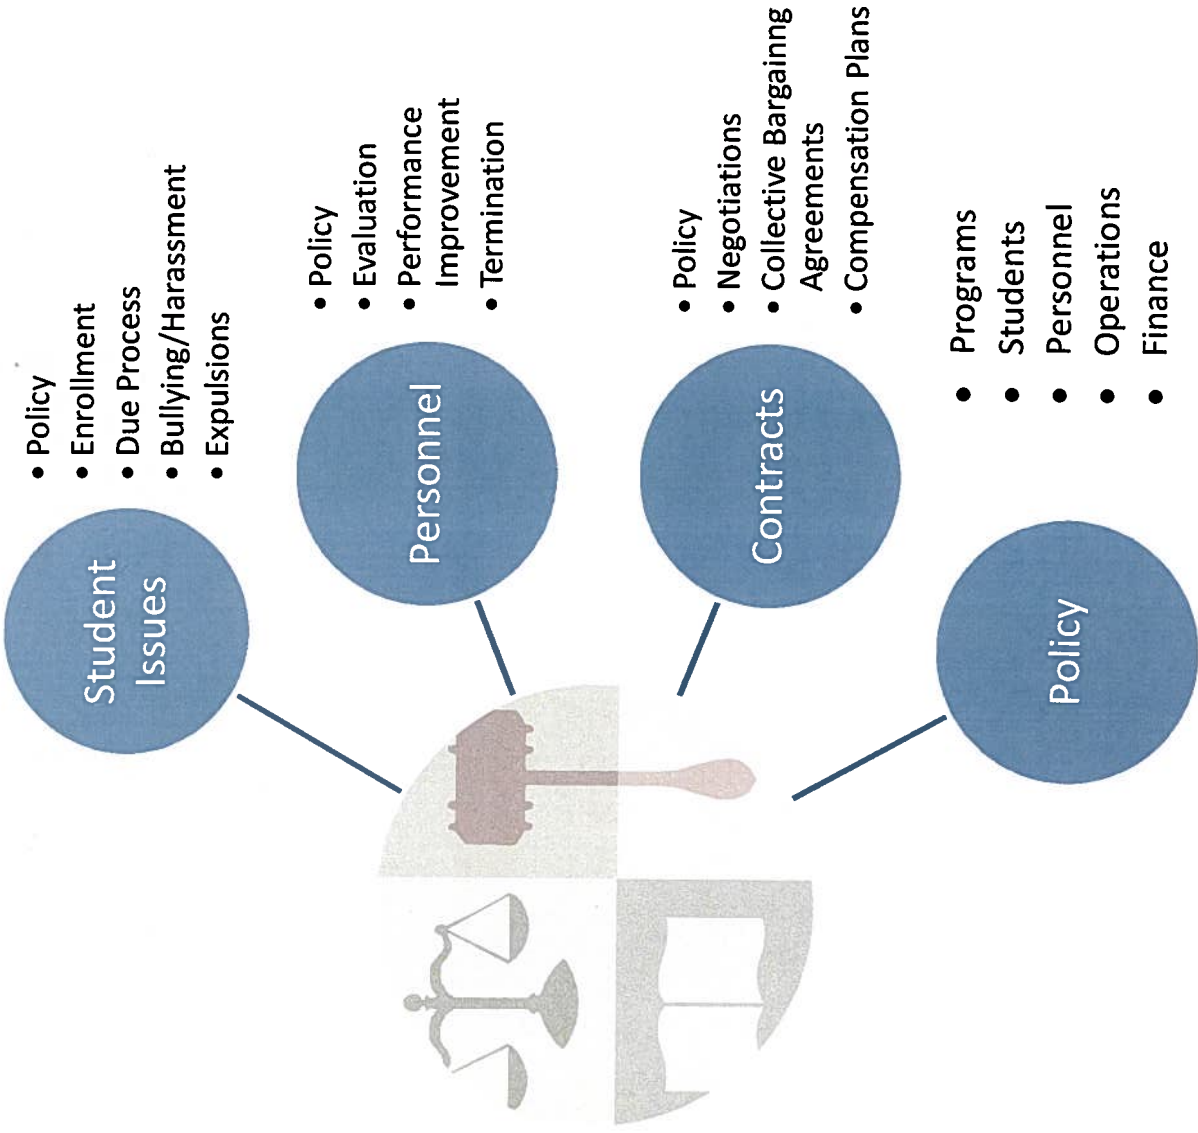 Student
Issues
• Policy
• Enrollment
• Due Process
• Bullying/Harassment
• Expulsions
Personnel
• Policy
• Evaluation
• Performance
Improvement
• Termination
Contracts
• Policy
• Negotiations
• Collective Bargainng
Agreements
• Compensation Plans
Policy
• Programs
• Students
• Personnel
• Operations
• Finance